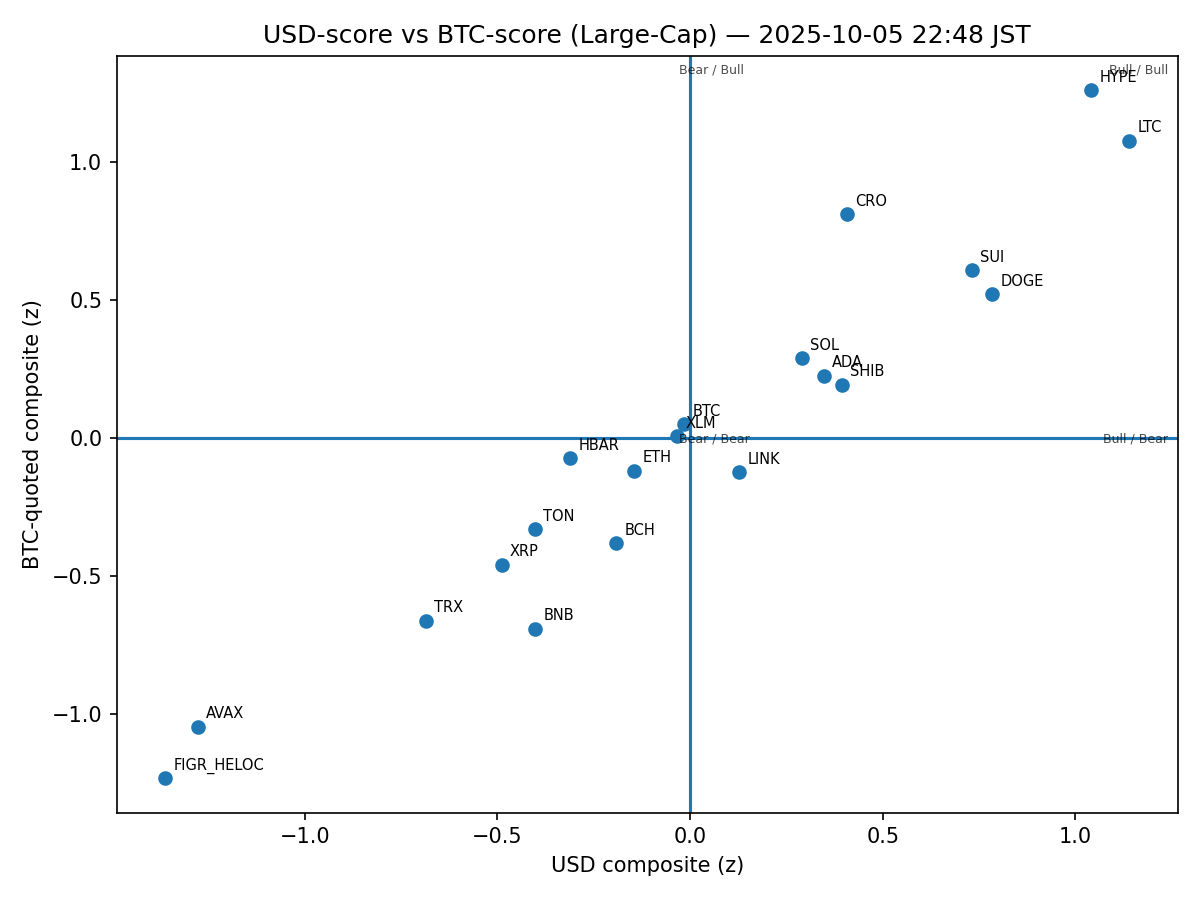 USD-score vs BTC-score (Large-Cap) — 2025-10-05 22:48 JST
Bear / Bull
Bull / Bull
HYPE
LTC
CRO
SUI
DOGE
SOL
ADA
SHIB
BTC
XLM
Bear / Bear
Bull / Bear
HBAR
ETH
LINK
TON
BCH
XRP
TRX
BNB
AVAX
FIGR_HELOC
1.0
0.5
0.0
−0.5
−1.0
BTC-quoted composite (z)
−1.0
−0.5
0.0
0.5
1.0
USD composite (z)